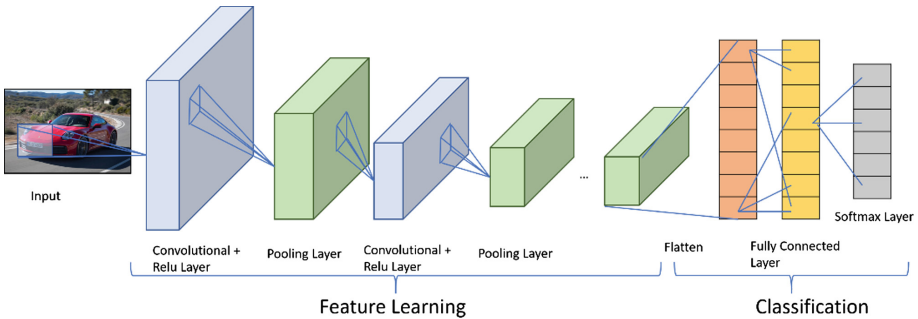 Input
Convolutional +
Relu Layer
Pooling Layer
Convolutional +
Relu Layer
Pooling Layer
...
Flatten
Fully Connected
Layer
Softmax Layer
Feature Learning
Classification